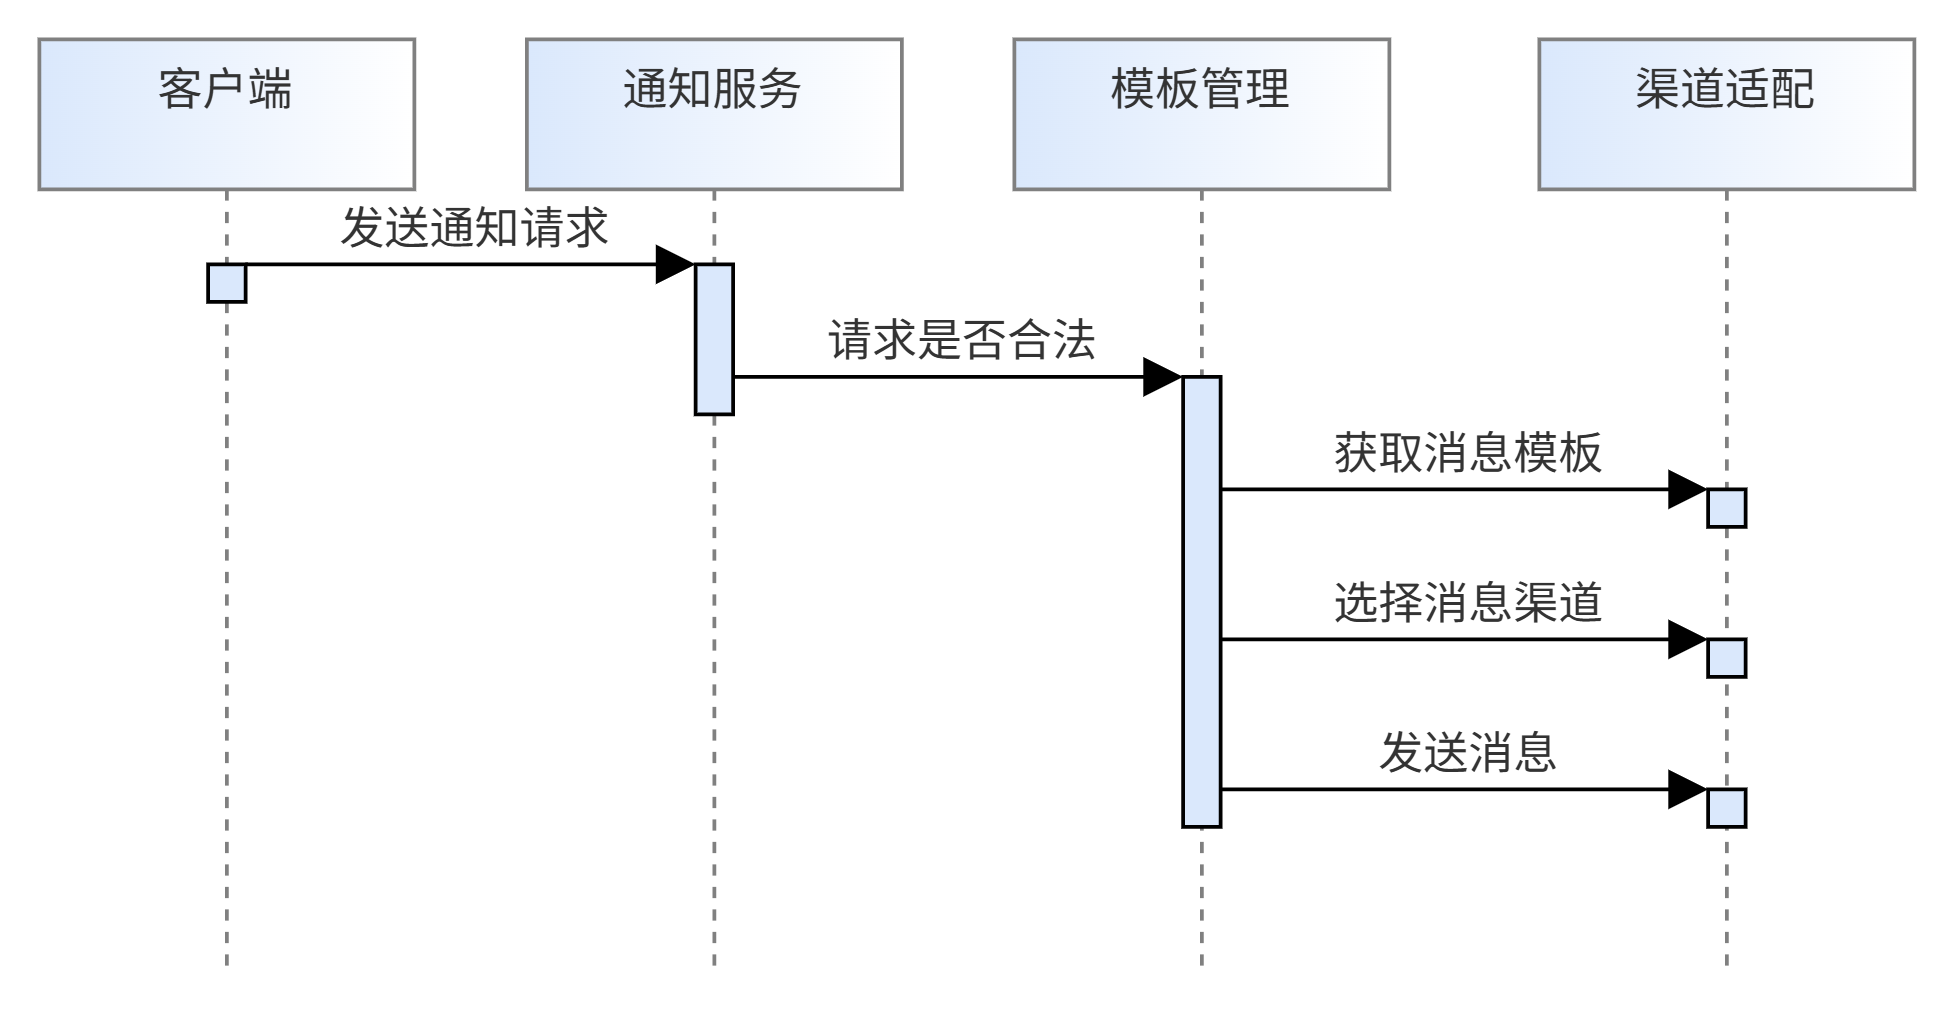 客户端
通知服务
模板管理
渠道适配
发送通知请求
请求是否合法
获取消息模板
选择消息渠道
发送消息